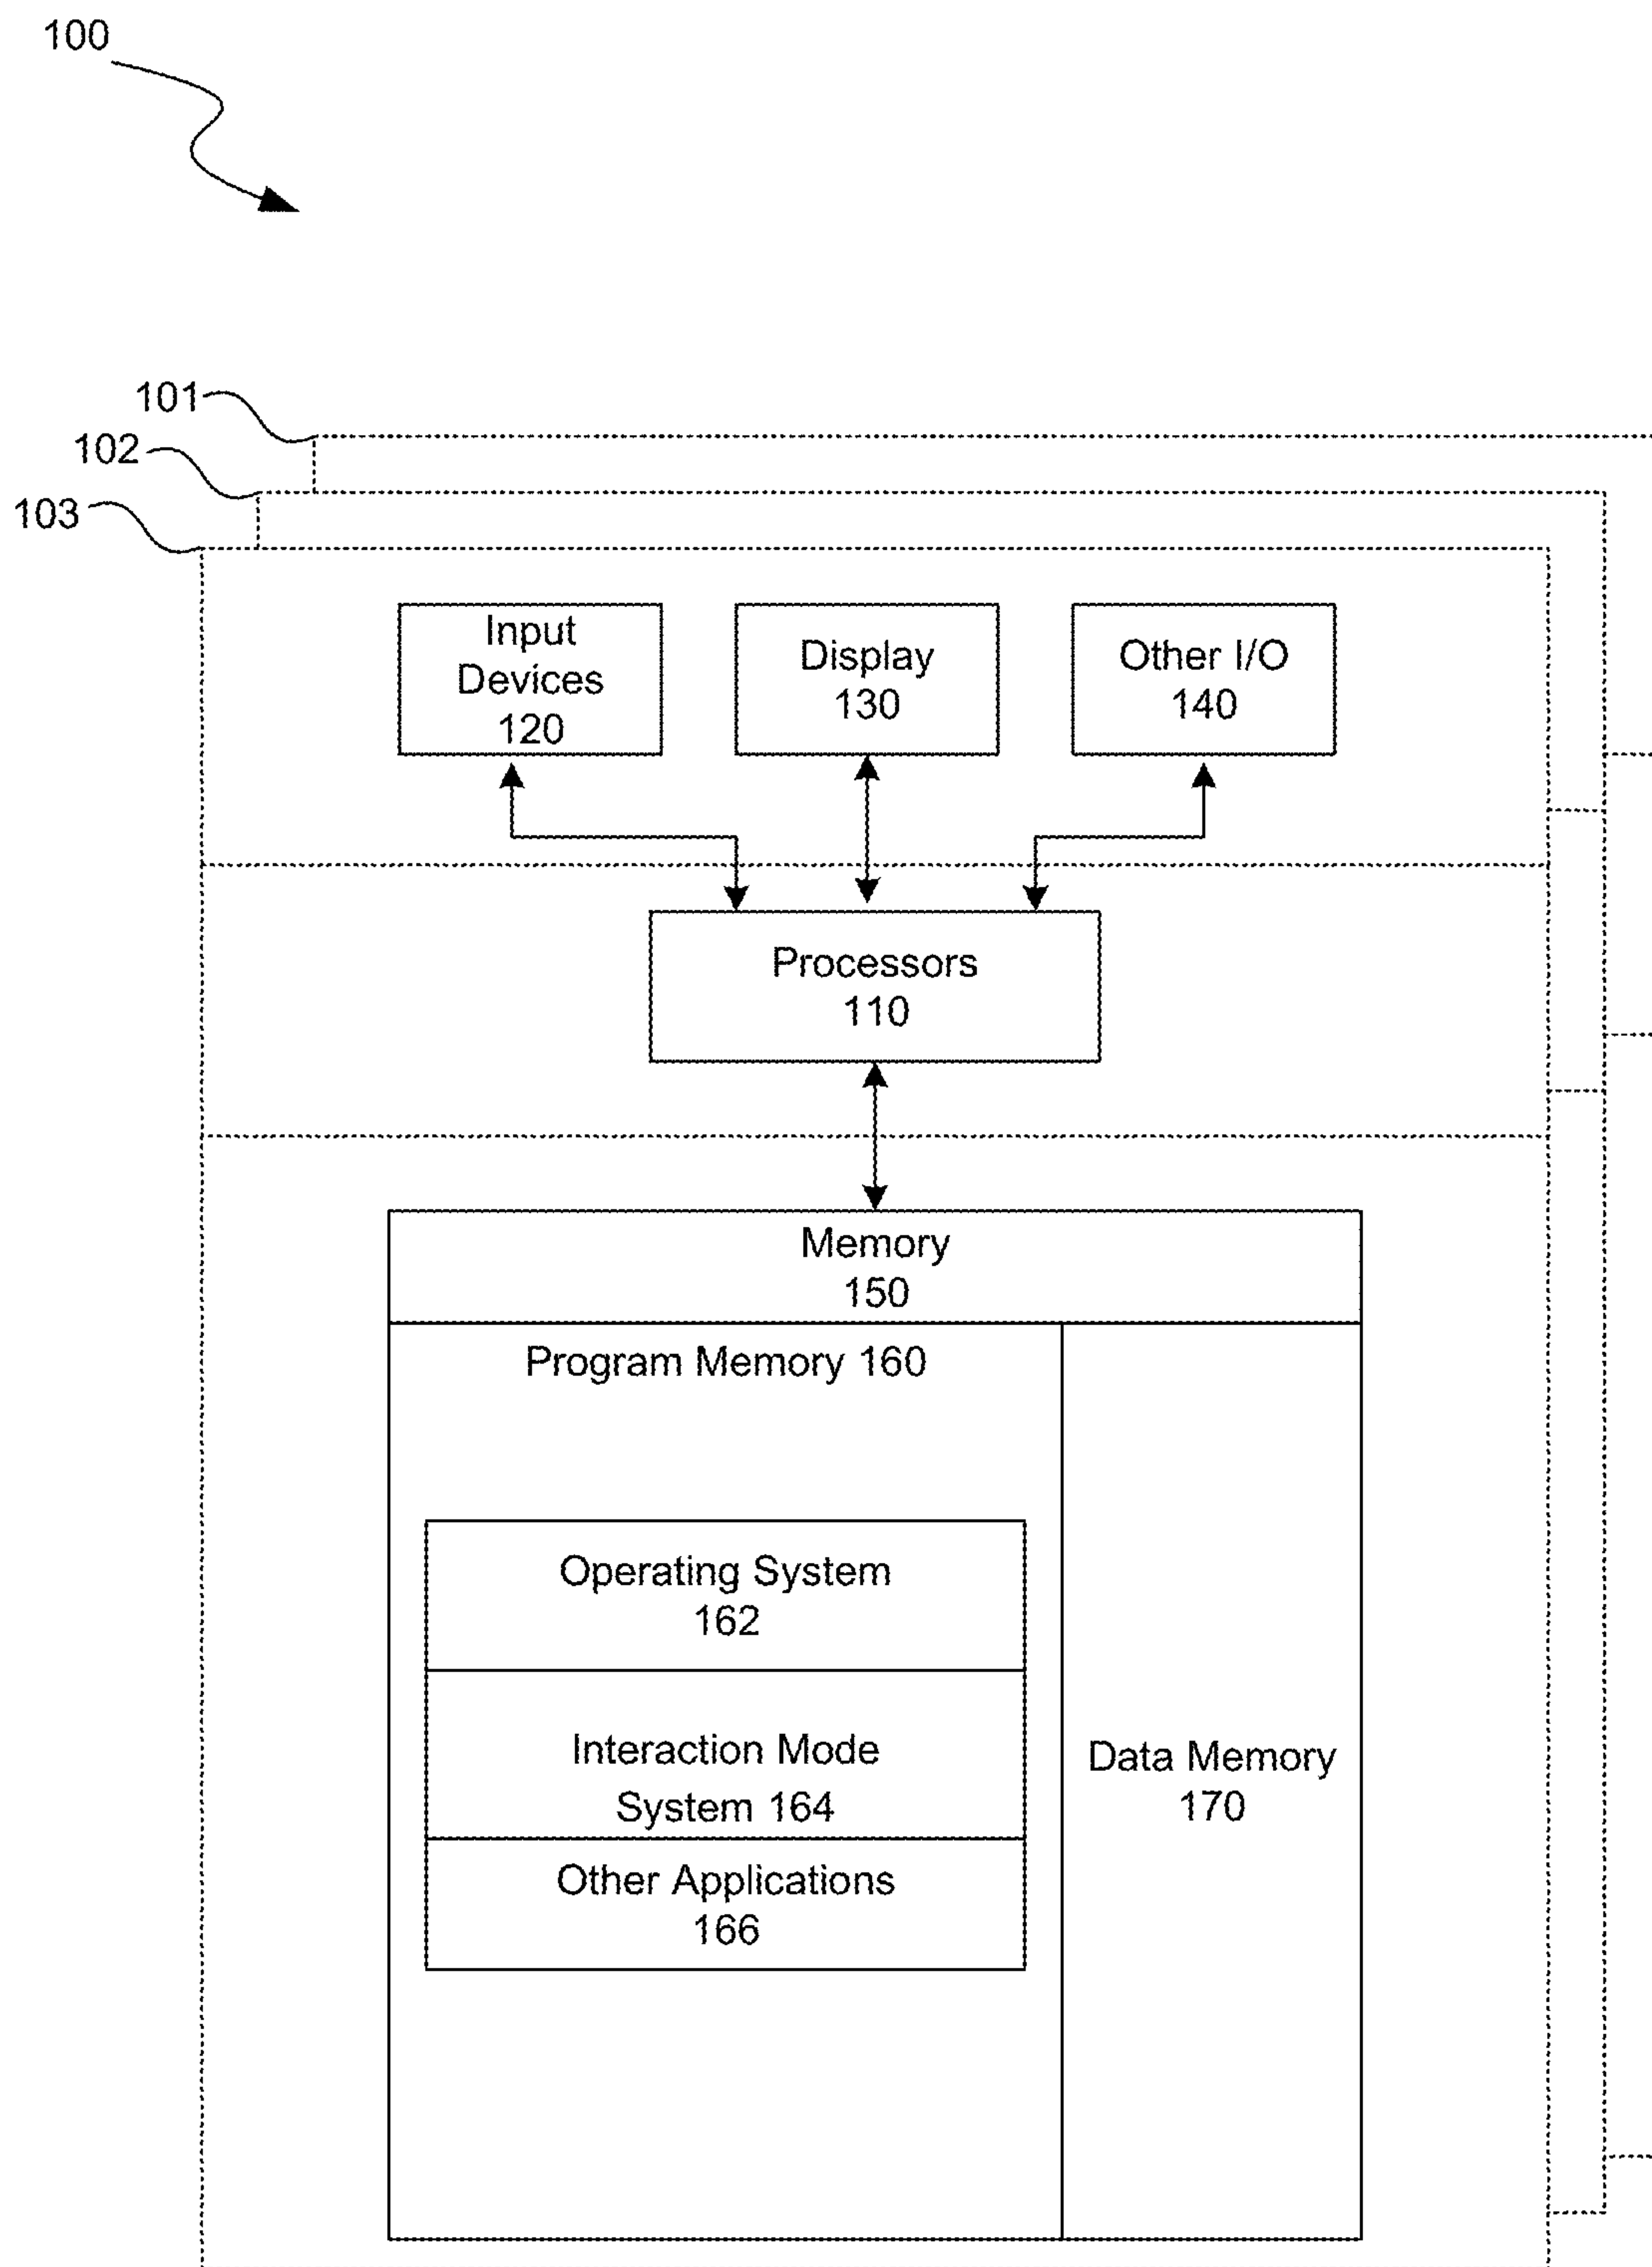 100
101
102
103
Input
Devices
120
Display
130
Other I/O
140
Processors
110
Memory
150
Program Memory 160
Operating System
162
Interaction Mode
System 164
Other Applications
166
Data Memory
170